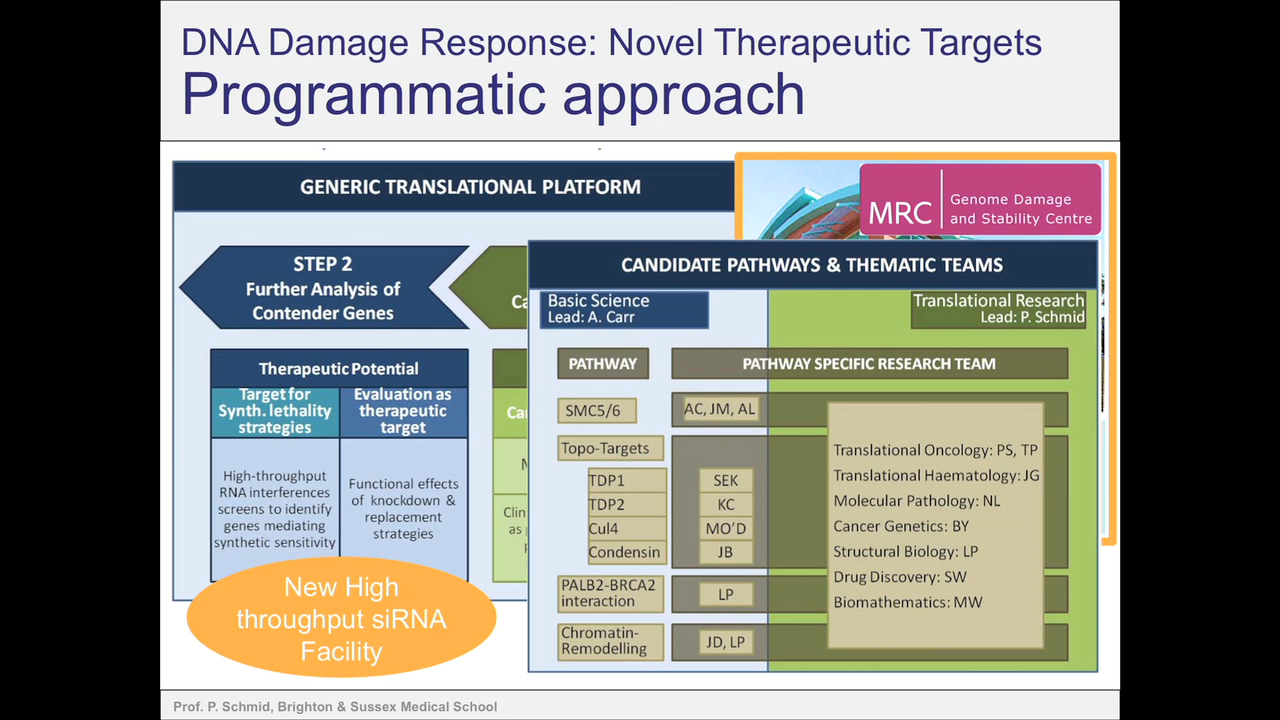 DNA Damage Response: Novel Therapeutic Targets
Programmatic approach
GENERIC TRANSLATIONAL PLATFORM
STEP 2
Further Analysis of
Contender Genes
Therapeutic Potential
Target for
Synth. lethality
strategies
Evaluation as
therapeutic
target
High-throughput
RNA interferences
screens to identify
genes mediating
synthetic sensitivity
Functional effects
of knockdown &
replacement
strategies
New High
throughput siRNA
Facility
MRC
Genome Damage
and Stability Centre
CANDIDATE PATHWAYS & THEMATIC TEAMS
Basic Science
Lead: A. Carr
Translational Research
Lead: P. Schmid
PATHWAY
PATHWAY SPECIFIC RESEARCH TEAM
SMC5/6
AC, JM, AL
Topo-Targets
TDP1
SEK
TDP2
KC
Cul4
MO’D
Condensin
JB
PALB2-BRCA2
interaction
LP
Chromatin-
Remodelling
JD, LP
Translational Oncology: PS, TP
Translational Haematology: JG
Molecular Pathology: NL
Cancer Genetics: BY
Structural Biology: LP
Drug Discovery: SW
Biomathematics: MW
Prof. P. Schmid, Brighton & Sussex Medical School